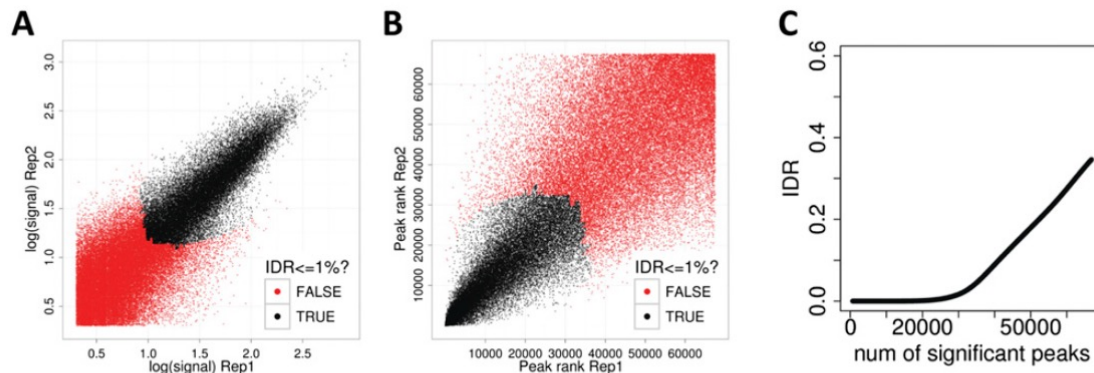 A
log(signal) Rep2
3.0
2.5
2.0
1.5
1.0
0.5
0.5 1.0 1.5 2.0 2.5
log(signal) Rep1
IDR<=1%?
FALSE
TRUE
B
Peak rank Rep2
60000
50000
40000
30000
20000
10000
10000 20000 30000 40000 50000 60000
Peak rank Rep1
IDR<=1%?
FALSE
TRUE
C
IDR
0.6
0.4
0.2
0.0
0 20000 50000
num of significant peaks